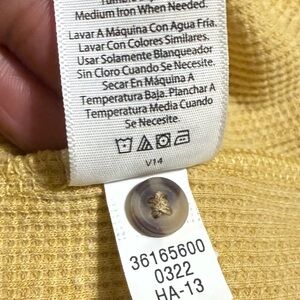 Medium Iron When Needed.
Lavar A Máquina Con Agua Fría.
Lavar Con Colores Similares.
Usar Solamente Blanqueador
Sin Cloro Cuando Se Necesite.
Secar En Máquina A
Temperatura Baja. Planchar A
Temperatura Media Cuando
Se Necesite.
V14
36165600
0322
HA-13